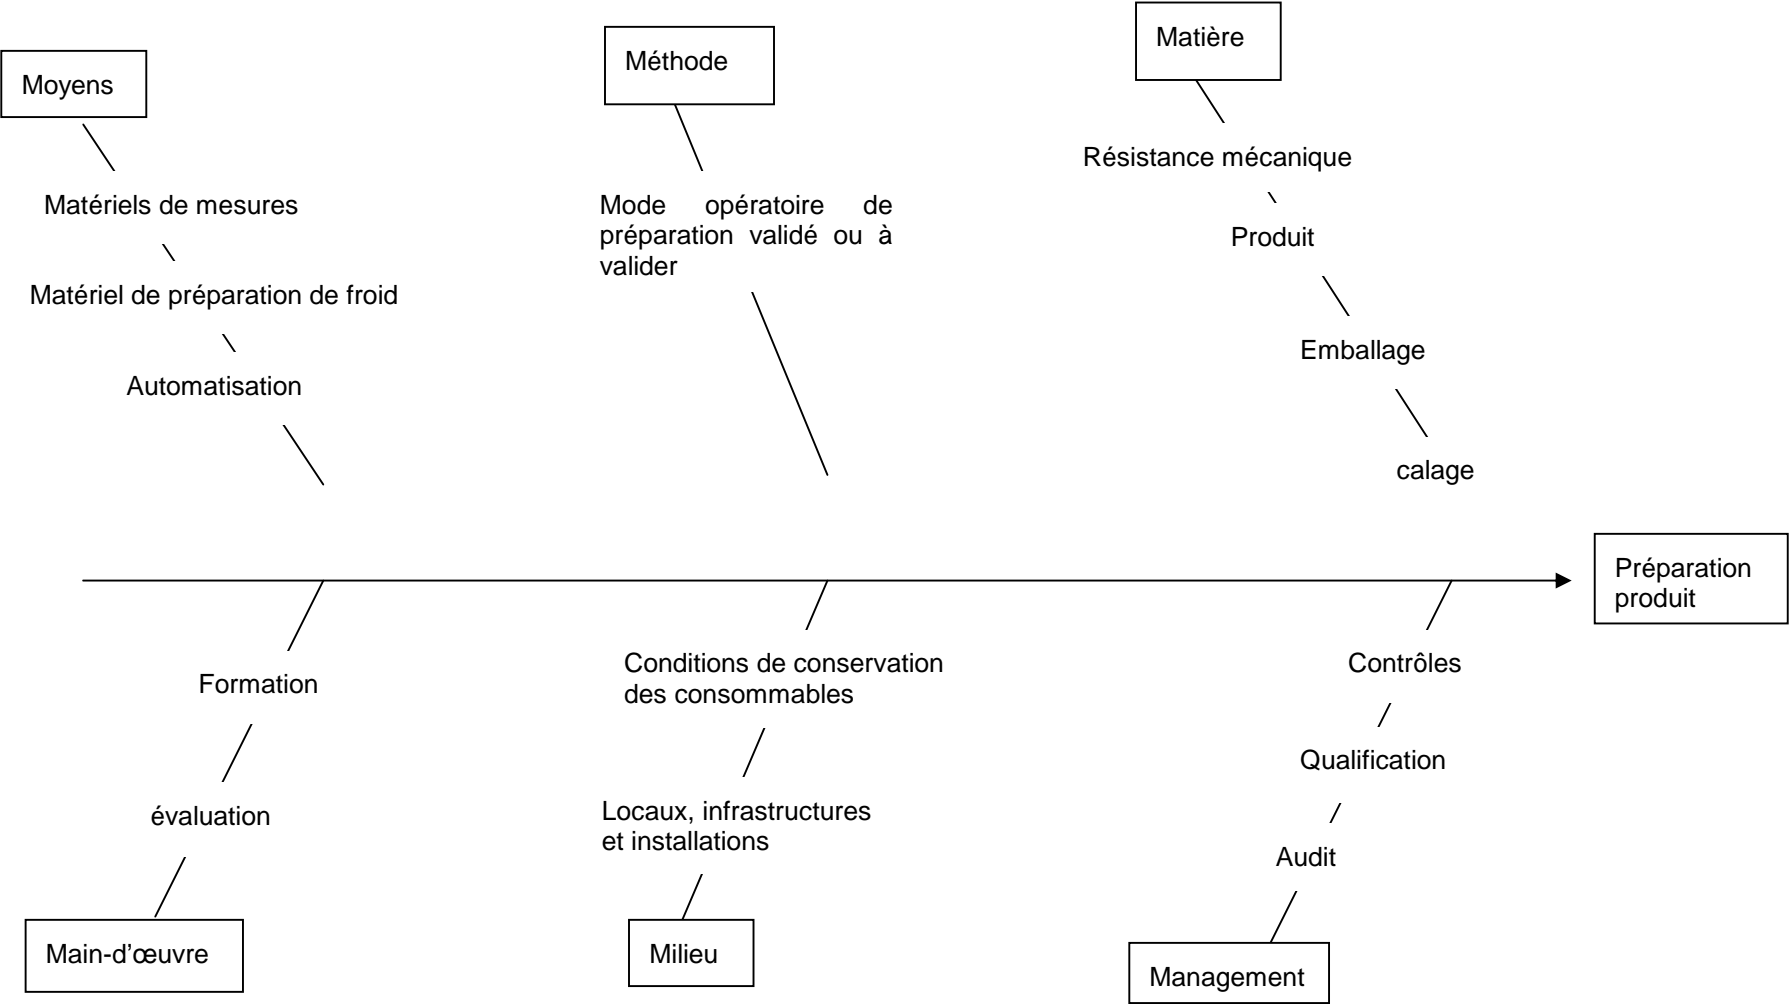 Moyens
Matériels de mesures
Matériel de préparation de froid
Automatisation
Méthode
Mode opératoire de
préparation validé ou à
valider
Matière
Résistance mécanique
Produit
Emballage
calage
Préparation
produit
Formation
évaluation
Main-d’œuvre
Conditions de conservation
des consommables
Locaux, infrastructures
et installations
Milieu
Contrôles
Qualification
Audit
Management